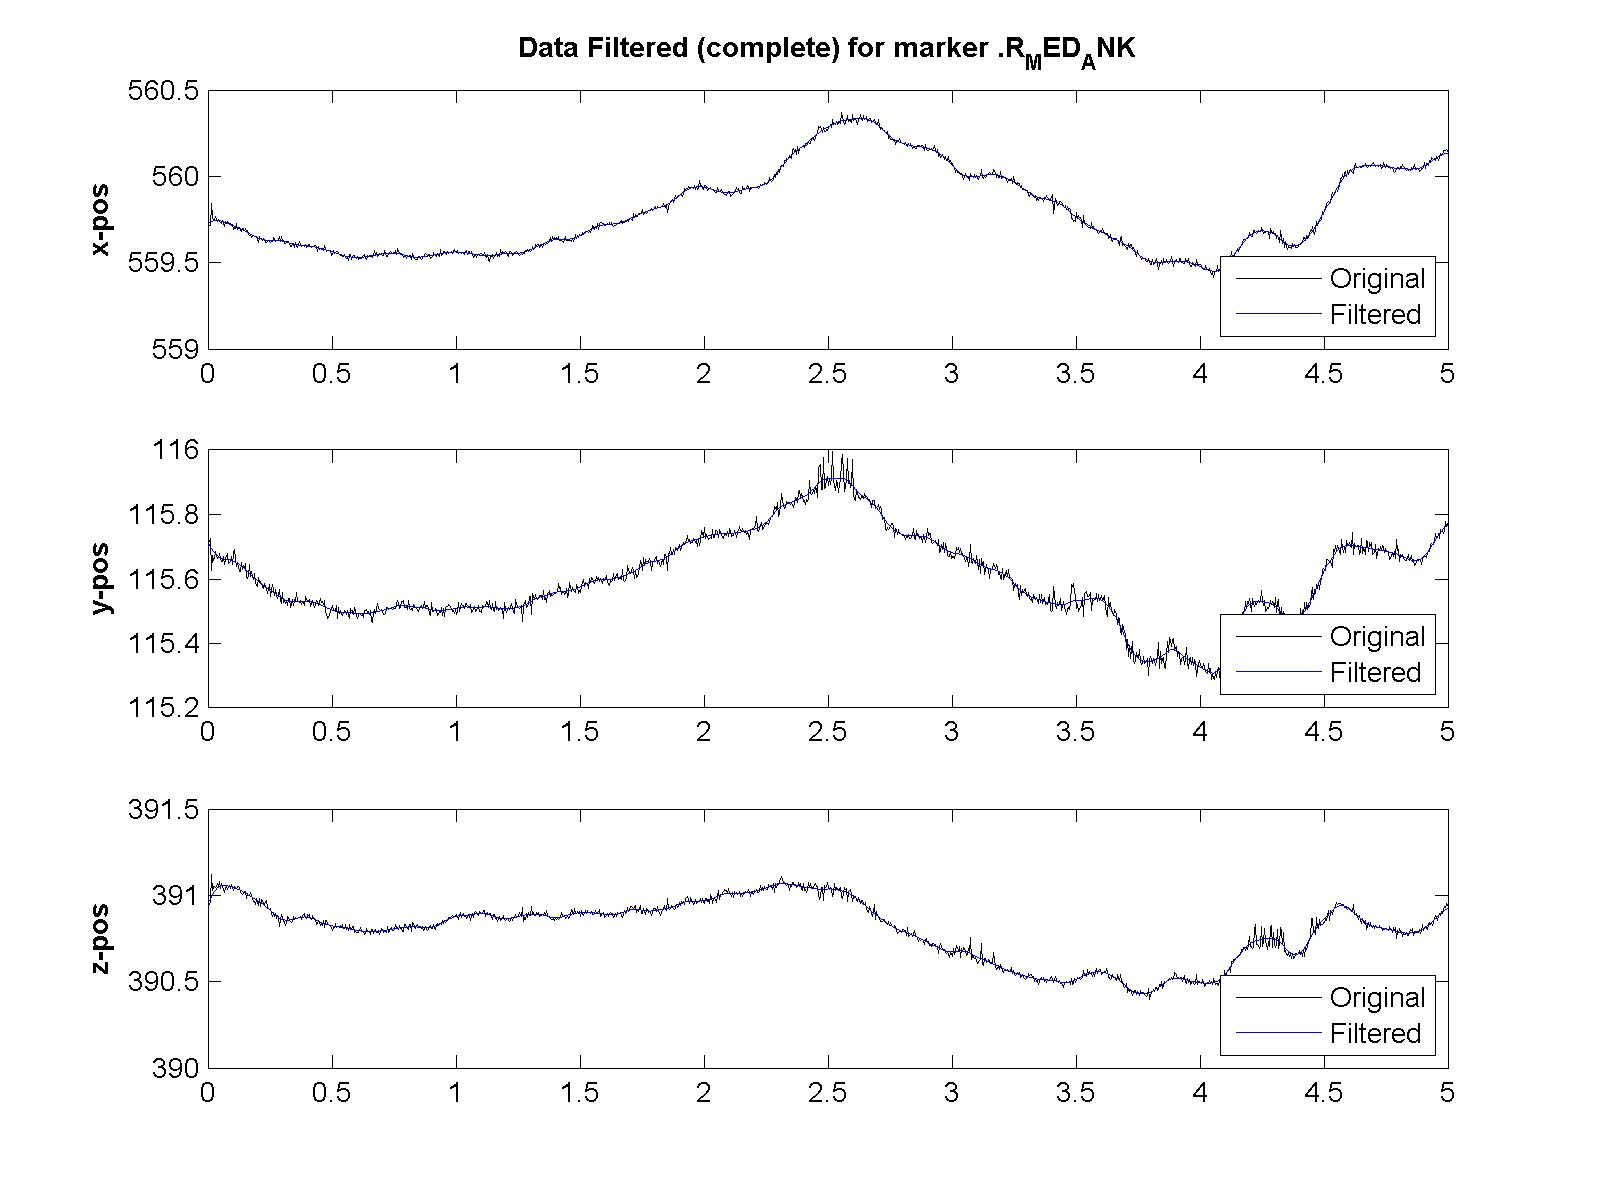 Data Filtered (complete) for marker .RMEDANK
560.5
560
559.5
559
x-pos
Original
Filtered
0 0.5 1 1.5 2 2.5 3 3.5 4 4.5 5
116
115.8
115.6
115.4
115.2
y-pos
Original
Filtered
0 0.5 1 1.5 2 2.5 3 3.5 4 4.5 5
391.5
391
390.5
390
z-pos
Original
Filtered
0 0.5 1 1.5 2 2.5 3 3.5 4 4.5 5